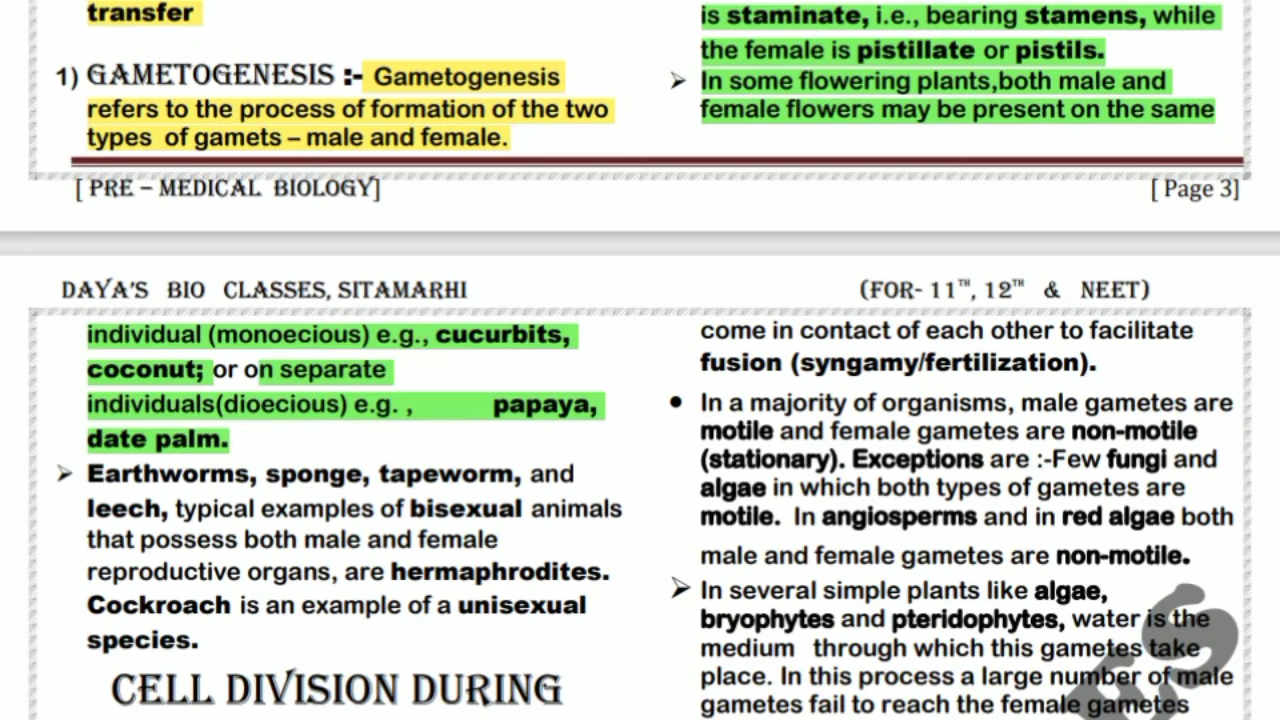 transfer
1) GAMETOGENESIS :- Gametogenesis
refers to the process of formation of the two
types of gamets – male and female.
is staminate, i.e., bearing stamens, while
the female is pistillate or pistils.
➢ In some flowering plants,both male and
female flowers may be present on the same
[ PRE – MEDICAL BIOLOGY]
[ Page 3]
DAYA'S BIO CLASSES, SITAMARHI
(FOR- 11TH, 12TH & NEET)
individual (monoecious) e.g., cucurbits,
coconut; or on separate
individuals(dioecious) e.g. , papaya,
date palm.
➢ Earthworms, sponge, tapeworm, and
leech, typical examples of bisexual animals
that possess both male and female
reproductive organs, are hermaphrodites.
Cockroach is an example of a unisexual
species.
CELL DIVISION DURING
come in contact of each other to facilitate
fusion (syngamy/fertilization).
• In a majority of organisms, male gametes are
motile and female gametes are non-motile
(stationary). Exceptions are :-Few fungi and
algae in which both types of gametes are
motile. In angiosperms and in red algae both
male and female gametes are non-motile.
➢ In several simple plants like algae,
bryophytes and pteridophytes, water is the
medium through which this gametes take
place. In this process a large number of male
gametes fail to reach the female gametes